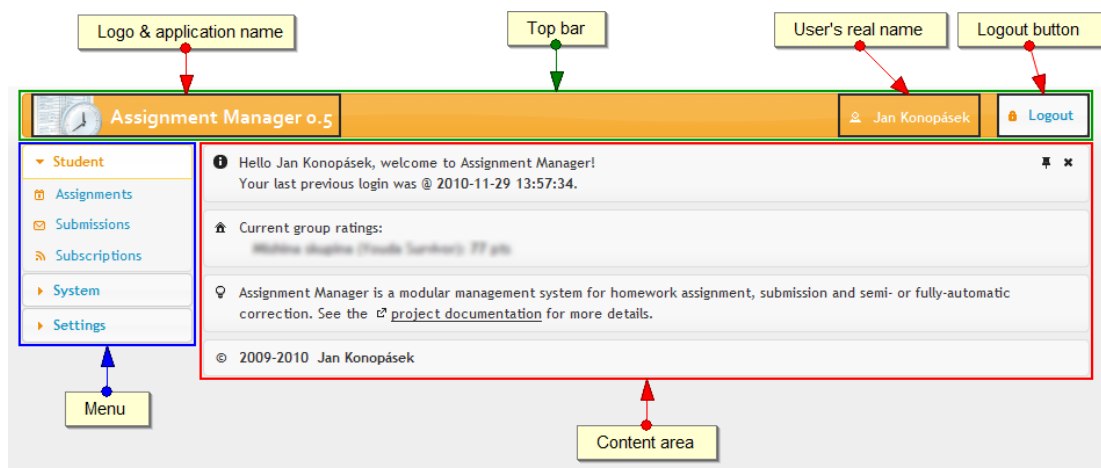 Logo & application name
Top bar
User's real name
Logout button
Assignment Manager 0.5
Jan Konopásek
Logout
Student
Assignments
Submissions
Subscriptions
System
Settings
Hello Jan Konopásek, welcome to Assignment Manager!
Your last previous login was @ 2010-11-29 13:57:34.
Current group ratings:
Assignment Manager is a modular management system for homework assignment, submission and semi- or fully-automatic
correction. See the project documentation for more details.
© 2009-2010 Jan Konopásek
Menu
Content area